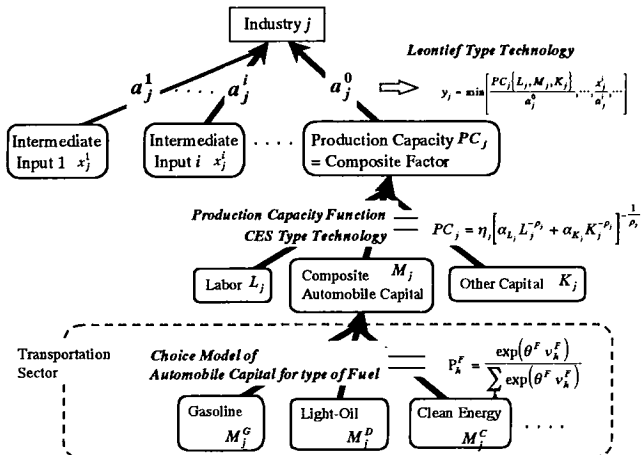 Industry j
Leontief Type Technology
a_j^1 ..... a_j^i a_j^0
y_j = min[PC_j{L_j, M_j, K_j}/a_j^0, ..., x_j^i/a_j^i, ...]
Intermediate Input 1 x_j^1
Intermediate Input i x_j^i
....
Production Capacity PC_j
= Composite Factor
Production Capacity Function
CES Type Technology
PC_j = η_j[α_{L_j} L_j^{-ρ_j} + α_{K_j} K_j^{-ρ_j}]^{-1/ρ_j}
Labor L_j
Composite M_j
Automobile Capital
Other Capital K_j
Transportation
Sector
Choice Model of
Automobile Capital for type of Fuel
P_h^F = exp(θ^F v_h^F) / ∑ exp(θ^F v_h^F)
Gasoline
M_j^G
Light-Oil
M_j^D
Clean Energy
M_j^C
....